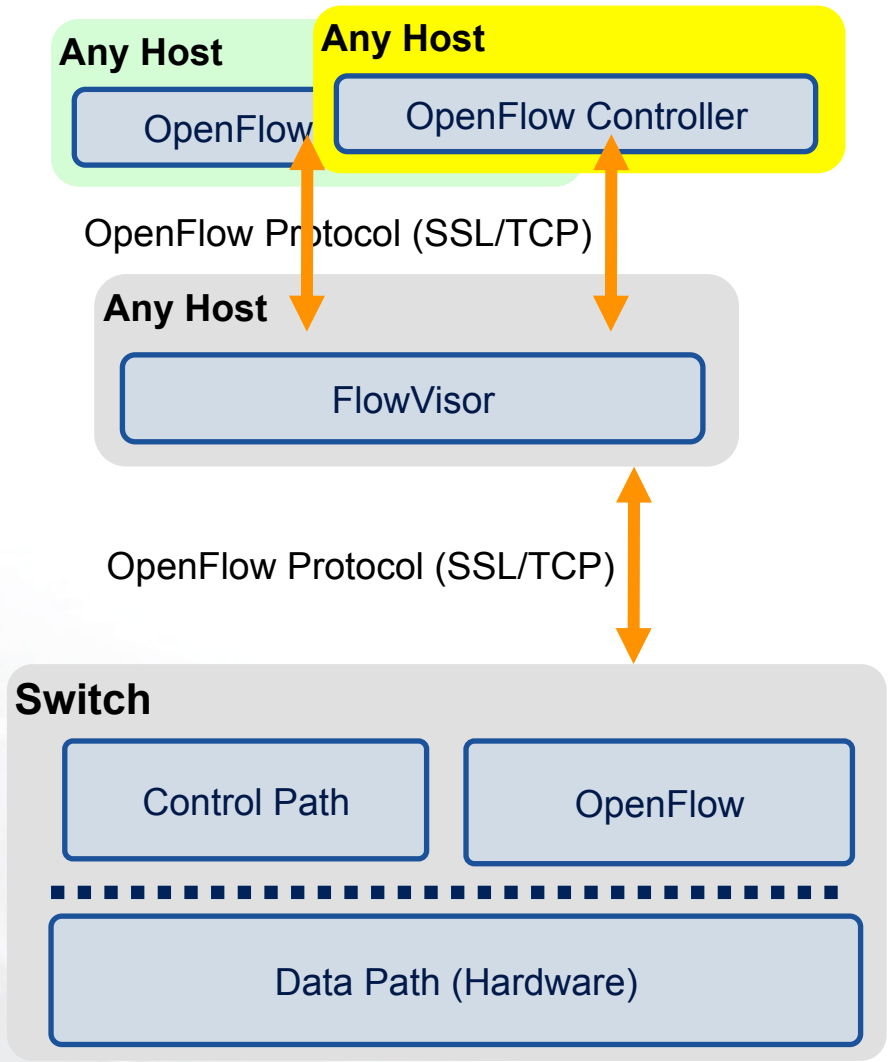 Any Host
Any Host
OpenFlow
OpenFlow Controller
OpenFlow Protocol (SSL/TCP)
Any Host
FlowVisor
OpenFlow Protocol (SSL/TCP)
Switch
Control Path
OpenFlow
Data Path (Hardware)